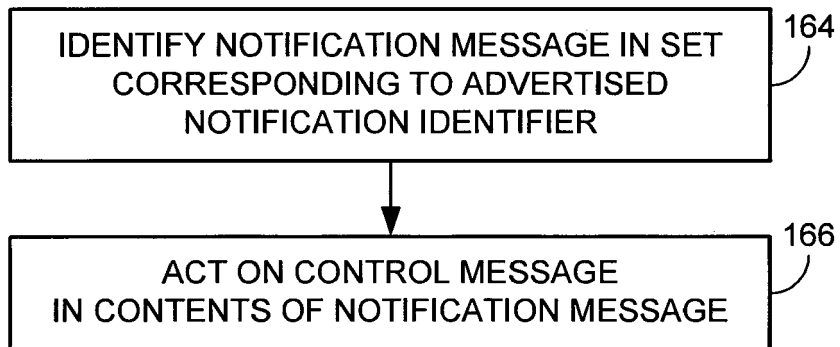 IDENTIFY NOTIFICATION MESSAGE IN SET
CORRESPONDING TO ADVERTISED
NOTIFICATION IDENTIFIER
164
ACT ON CONTROL MESSAGE
IN CONTENTS OF NOTIFICATION MESSAGE
166